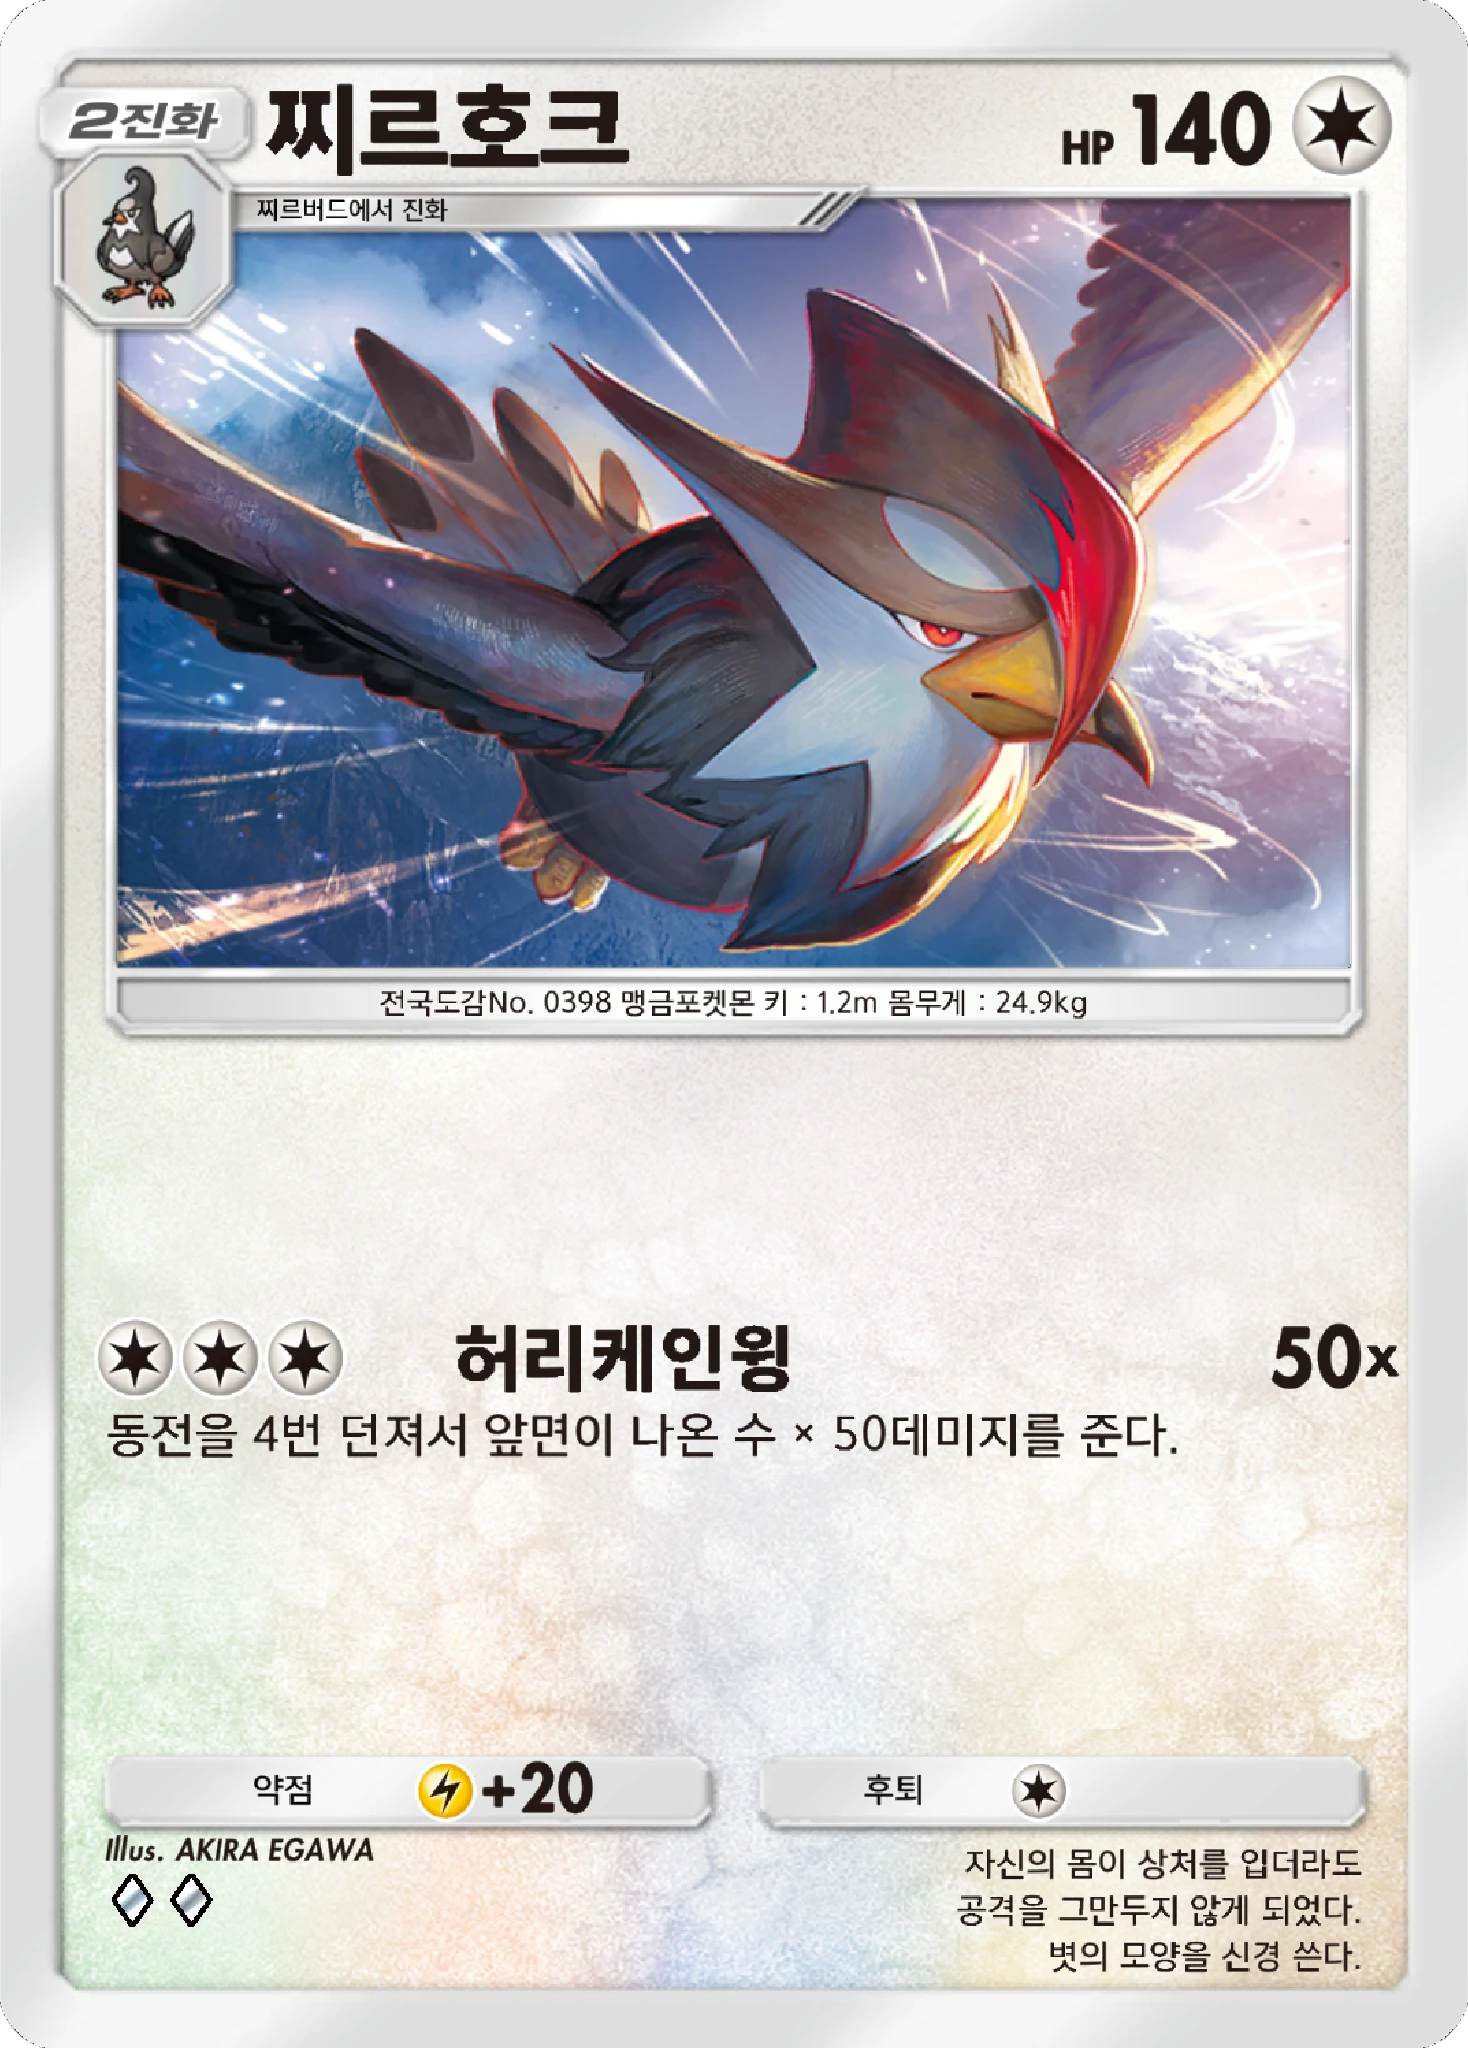 2진화
찌르호크
HP 140
찌르버드에서 진화
전국도감No. 0398 맹금포켓몬 키 : 1.2m 몸무게 : 24.9kg
허리케인윙 50x
동전을 4번 던져서 앞면이 나온 수 × 50데미지를 준다.
약점 +20
후퇴
Illus. AKIRA EGAWA
자신의 몸이 상처를 입더라도
공격을 그만두지 않게 되었다.
볏의 모양을 신경 쓴다.